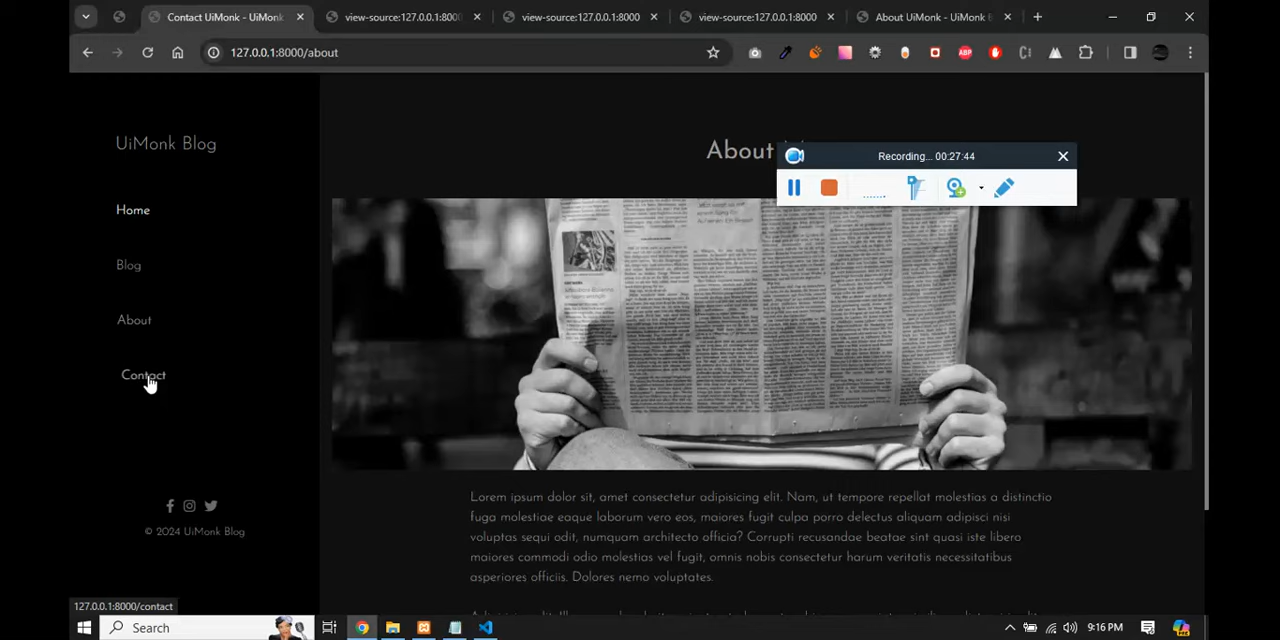 Contact UiMonk - UiMonk
view-source:127.0.0.1:8000
view-source:127.0.0.1:8000
view-source:127.0.0.1:8000
About UiMonk - UiMonk
127.0.0.1:8000/about
ABP
UiMonk Blog
About
Recording... 00:27:44
Home
Blog
About
Contact
Lorem ipsum dolor sit, amet consectetur adipisicing elit. Nam, ut tempore repellat molestias a distinctio
fuga molestiae eaque laborum vero eos, maiores fugit culpa porro delectus aliquam adipisci nisi
voluptas sequi odit, numquam architecto officia? Corrupti recusandae beatae sint quasi iste libero
maiores commodi odio molestias vel fugit, omnis nobis consectetur harum veritatis necessitatibus
asperiores officiis. Dolores nemo voluptates.
© 2024 UiMonk Blog
127.0.0.1:8000/contact
Search
9:16 PM